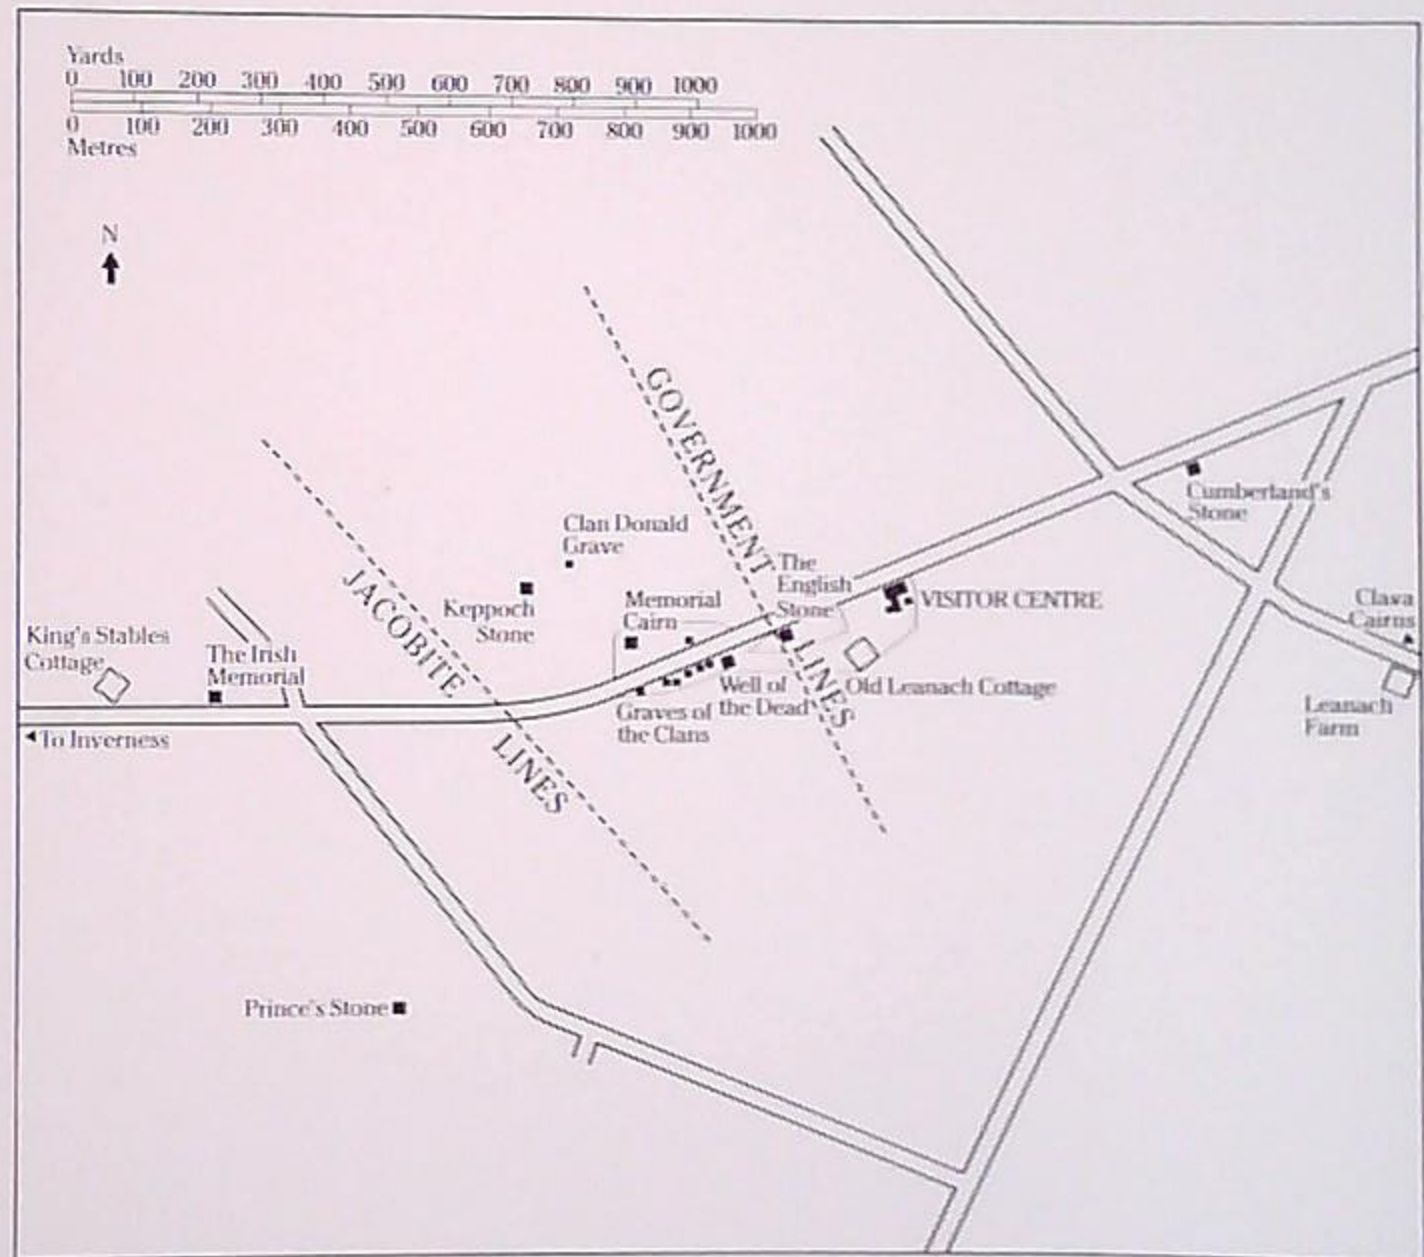 Yards
0 100 200 300 400 500 600 700 800 900 1000
0 100 200 300 400 500 600 700 800 900 1000
Metres
N
GOVERNMENT
LINES
JACOBITE
LINES
Clan Donald
Grave
Keppoch
Stone
Memorial
Cairn
The
English
Stone
VISITOR CENTRE
Cumberland's
Stone
Clava
Cairns
King's Stables
Cottage
The Irish
Memorial
Well of
the Dead
Old Leanach Cottage
Graves of
the Clans
Leanach
Farm
To Inverness
Prince's Stone